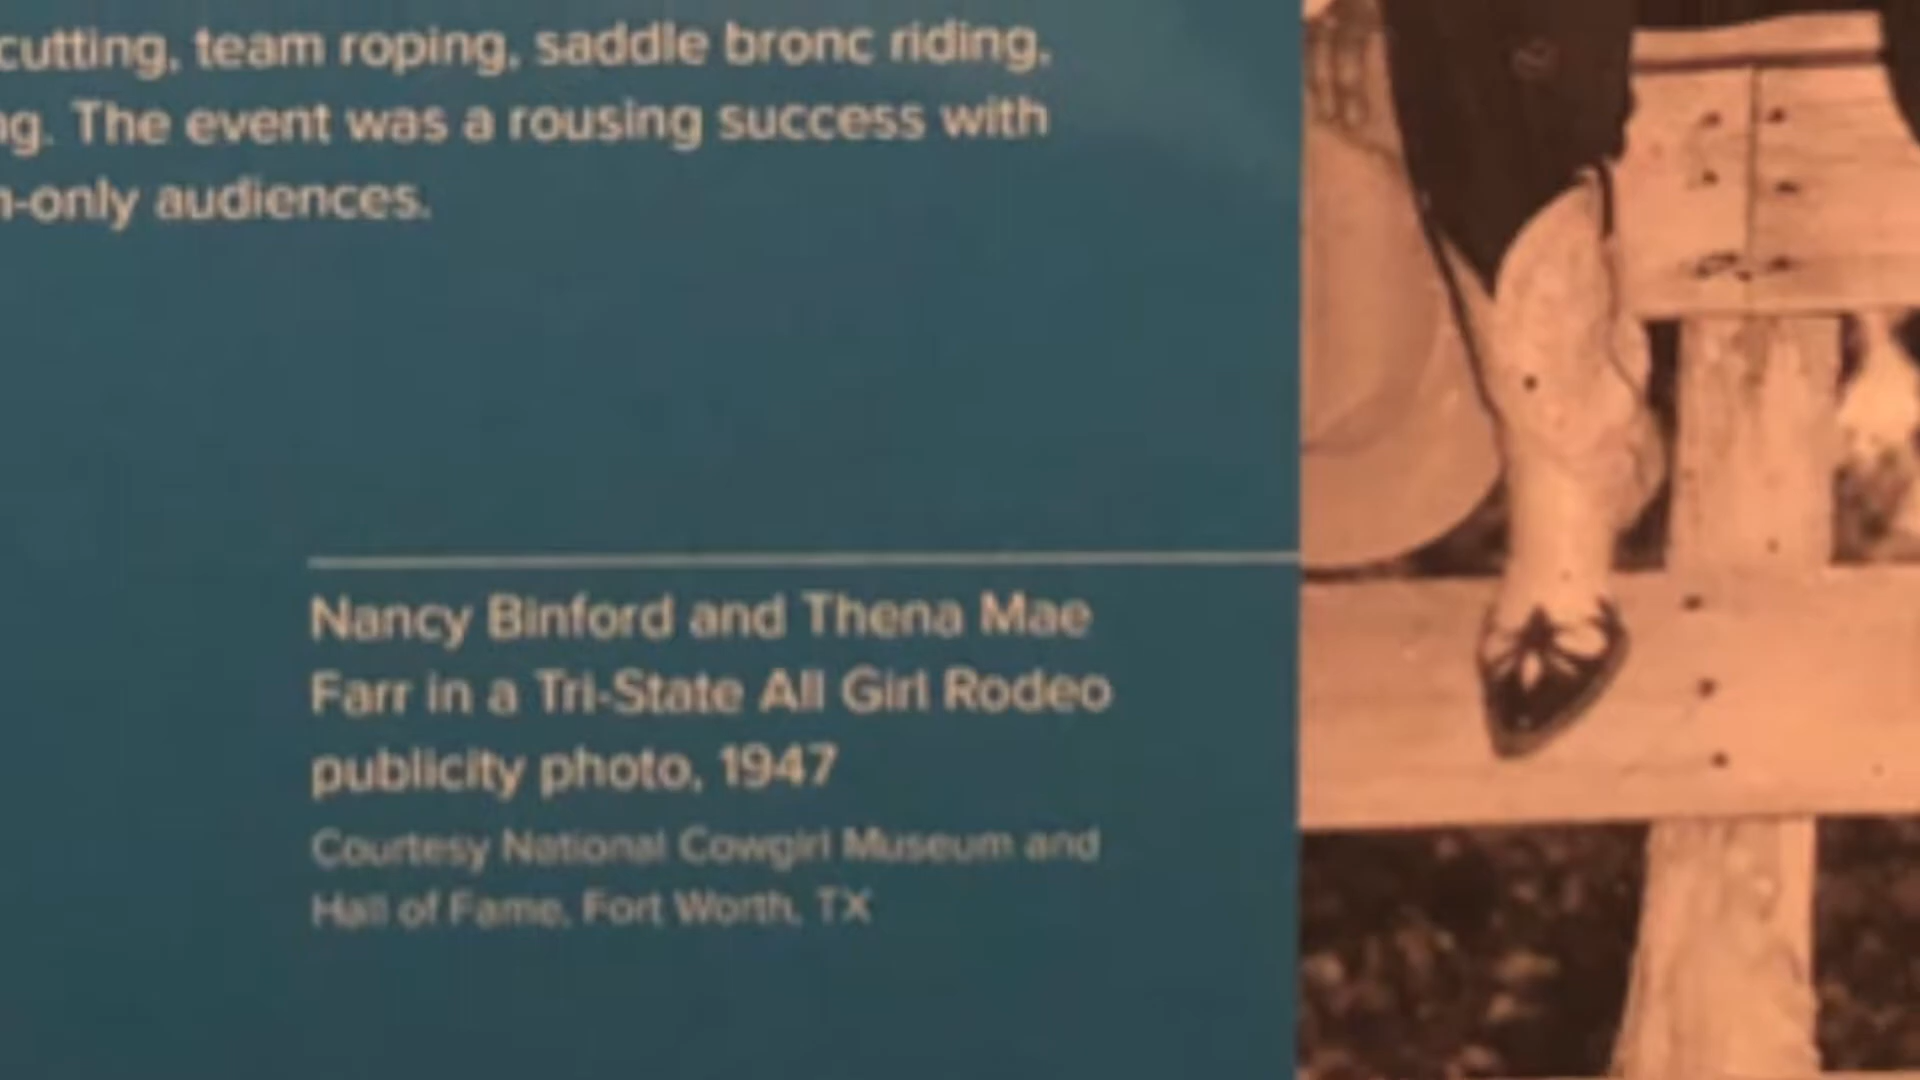 cutting, team roping, saddle bronc riding,
ng. The event was a rousing success with
n-only audiences.
Nancy Binford and Thena Mae
Farr in a Tri-State All Girl Rodeo
publicity photo, 1947
Courtesy National Cowgirl Museum and
Hall of Fame, Fort Worth, TX